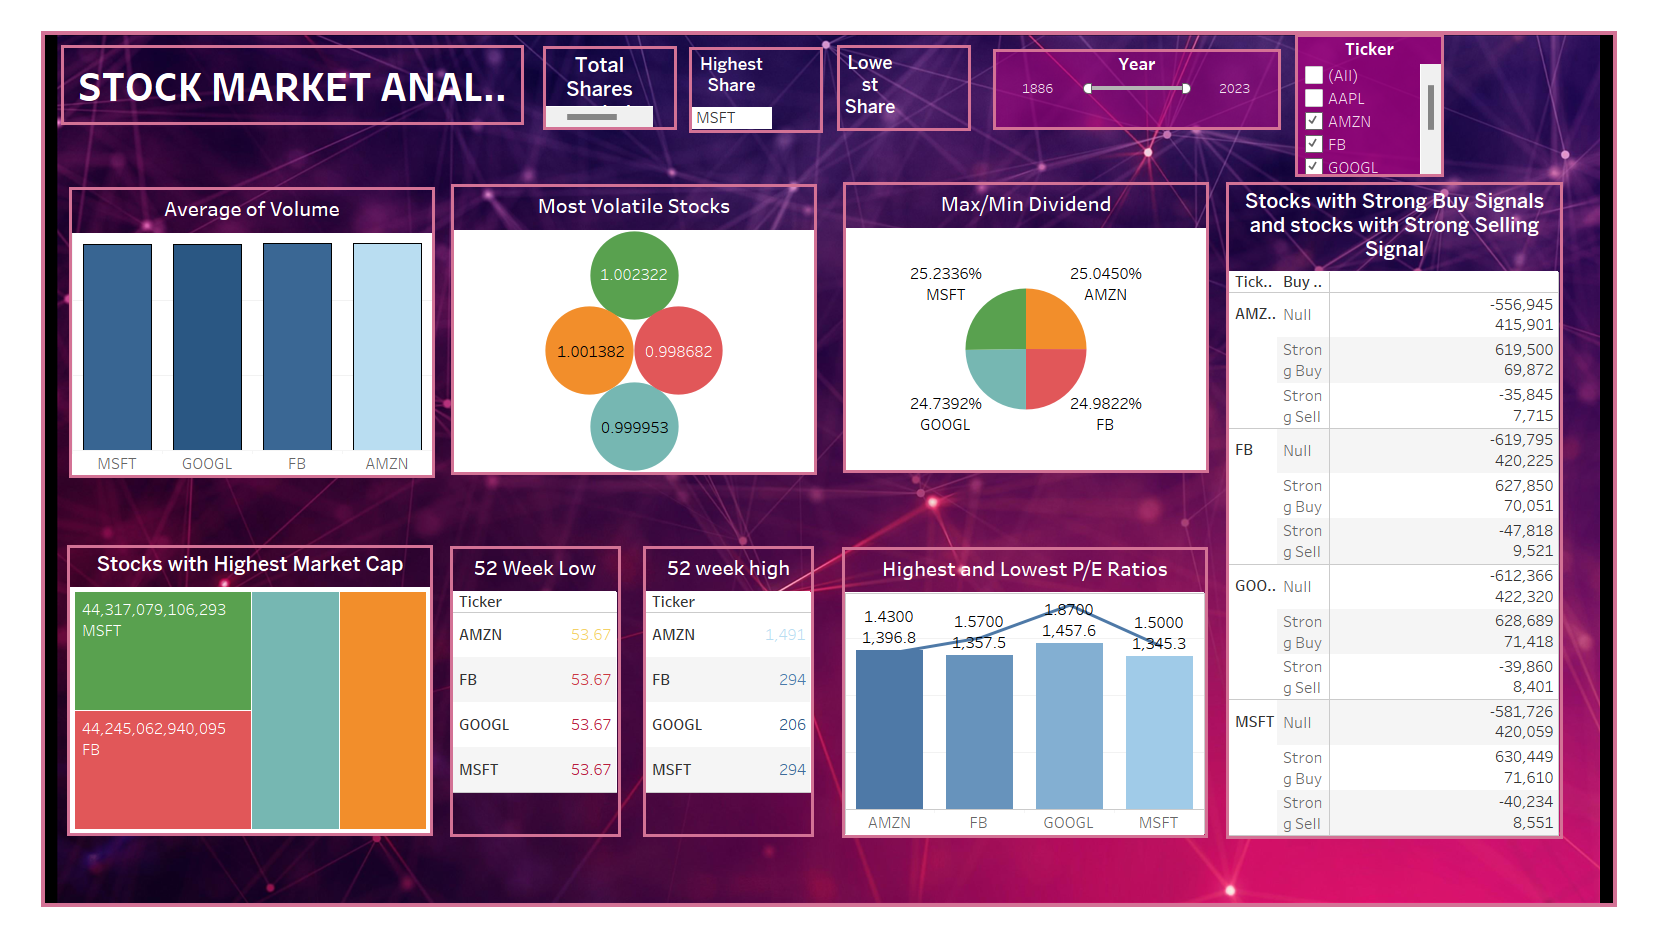 STOCK MARKET ANAL..
Total
Shares
Highest
Share
MSFT
Lowe
st
Share
Year
1886
2023
Ticker
(All)
AAPL
AMZN
FB
GOOGL
Average of Volume
MSFT GOOGL FB AMZN
Most Volatile Stocks
1.002322
1.001382 0.998682
0.999953
Max/Min Dividend
25.2336%
MSFT
25.0450%
AMZN
24.7392%
GOOGL
24.9822%
FB
Stocks with Strong Buy Signals
and stocks with Strong Selling
Signal
Tick.. Buy ..
AMZ.. Null -556,945
415,901
Stron 619,500
g Buy 69,872
Stron -35,845
g Sell 7,715
FB Null -619,795
420,225
Stron 627,850
g Buy 70,051
Stron -47,818
g Sell 9,521
GOO.. Null -612,366
422,320
Stron 628,689
g Buy 71,418
Stron -39,860
g Sell 8,401
MSFT Null -581,726
420,059
Stron 630,449
g Buy 71,610
Stron -40,234
g Sell 8,551
Stocks with Highest Market Cap
44,317,079,106,293
MSFT
44,245,062,940,095
FB
52 Week Low
Ticker
AMZN 53.67
FB 53.67
GOOGL 53.67
MSFT 53.67
52 week high
Ticker
AMZN 1,491
FB 294
GOOGL 206
MSFT 294
Highest and Lowest P/E Ratios
1.4300
1,396.8
1.5700
1,357.5
1.8700
1,457.6
1.5000
1,345.3
AMZN FB GOOGL MSFT